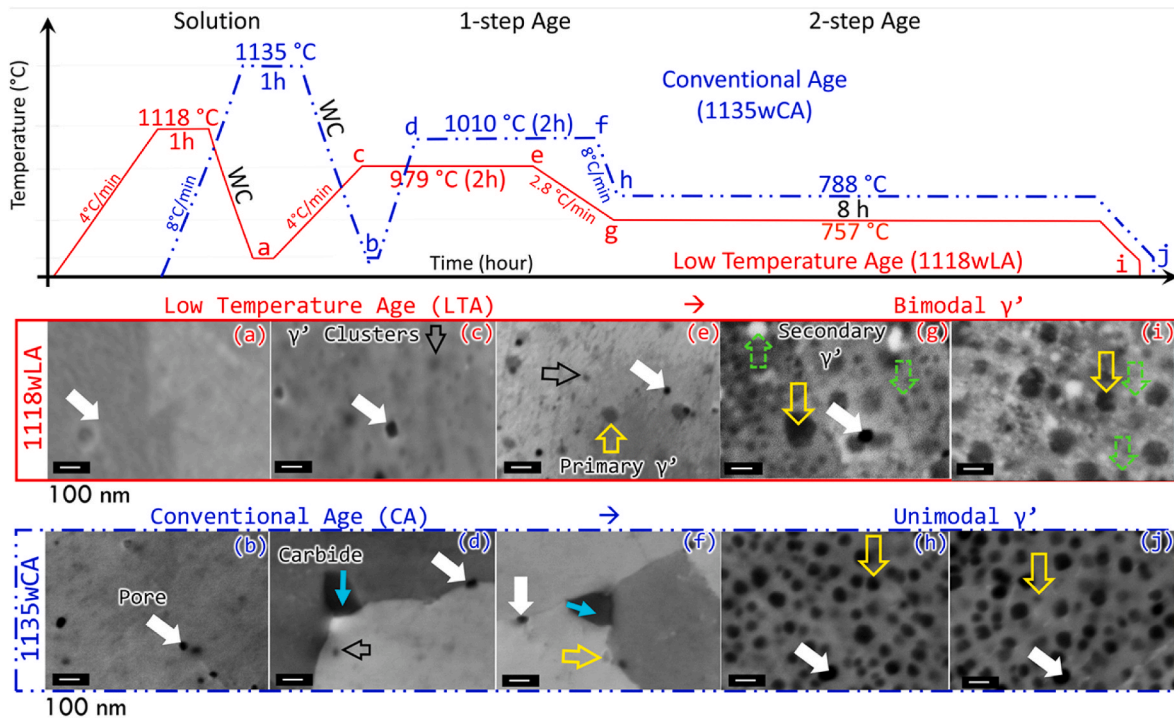 Solution 1-step Age 2-step Age
1135 °C
1h
Conventional Age
(1135wCA)
WC
1118 °C
1h
d 1010 °C (2h) f
c e
8°C/min
h
788 °C
WC
979 °C (2h)
2.8 °C/min
8 h
4°C/min
8°C/min
4°C/min
g
757 °C
a b
Time (hour)
Low Temperature Age (1118wLA)
i j
Temperature (°C)
Low Temperature Age (LTA) → Bimodal γ’
1118wLA
(a) (c) (e) (g) (i)
γ’ Clusters
Secondary
γ’
Primary γ’
100 nm
Conventional Age (CA) → Unimodal γ’
1135wCA
(b) (d) (f) (h) (j)
Carbide
Pore
100 nm